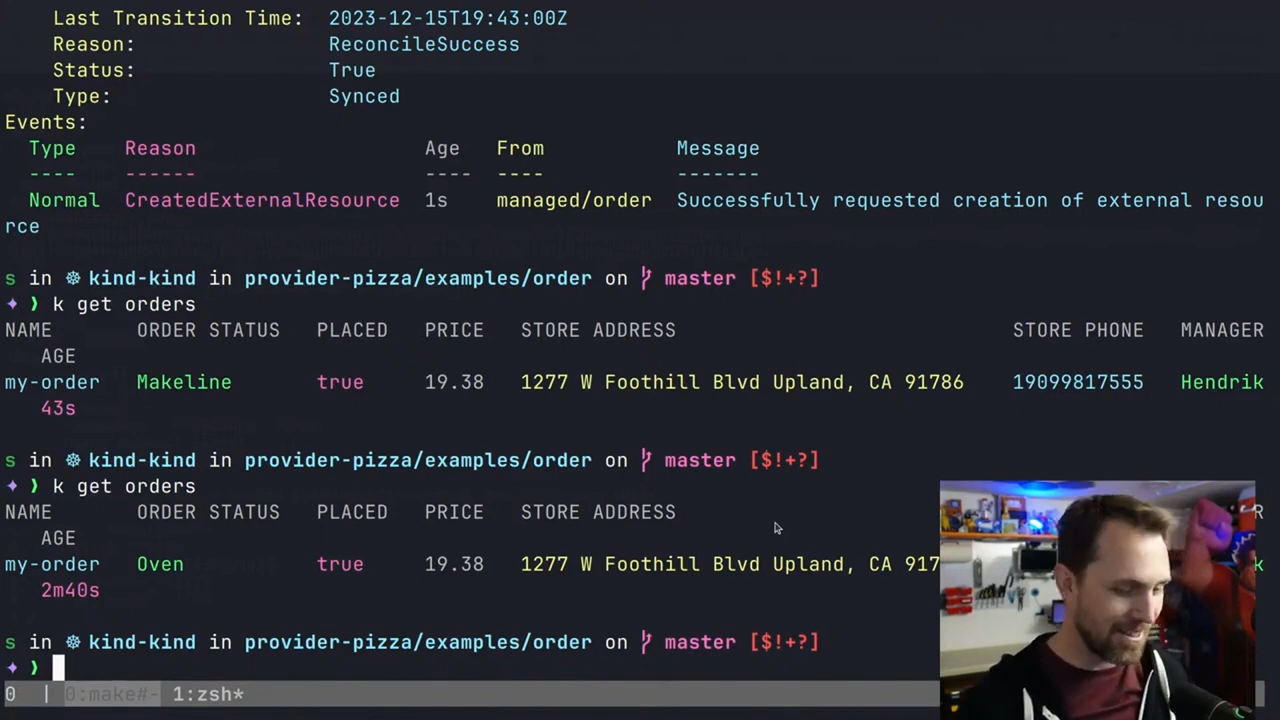 Last Transition Time: 2023-12-15T19:43:00Z
Reason: ReconcileSuccess
Status: True
Type: Synced
Events:
Type Reason Age From Message
---- ------ ---- ---- -------
Normal CreatedExternalResource 1s managed/order Successfully requested creation of external resou
rce
s in ☸ kind-kind in provider-pizza/examples/order on master [$!+?]
✦ ❯ k get orders
NAME ORDER STATUS PLACED PRICE STORE ADDRESS STORE PHONE MANAGER
AGE
my-order Makeline true 19.38 1277 W Foothill Blvd Upland, CA 91786 19099817555 Hendrik
43s
s in ☸ kind-kind in provider-pizza/examples/order on master [$!+?]
✦ ❯ k get orders
NAME ORDER STATUS PLACED PRICE STORE ADDRESS R
AGE
my-order Oven true 19.38 1277 W Foothill Blvd Upland, CA 917 k
2m40s
s in ☸ kind-kind in provider-pizza/examples/order on master [$!+?]
✦ ❯
0 | 0:make#- 1:zsh*